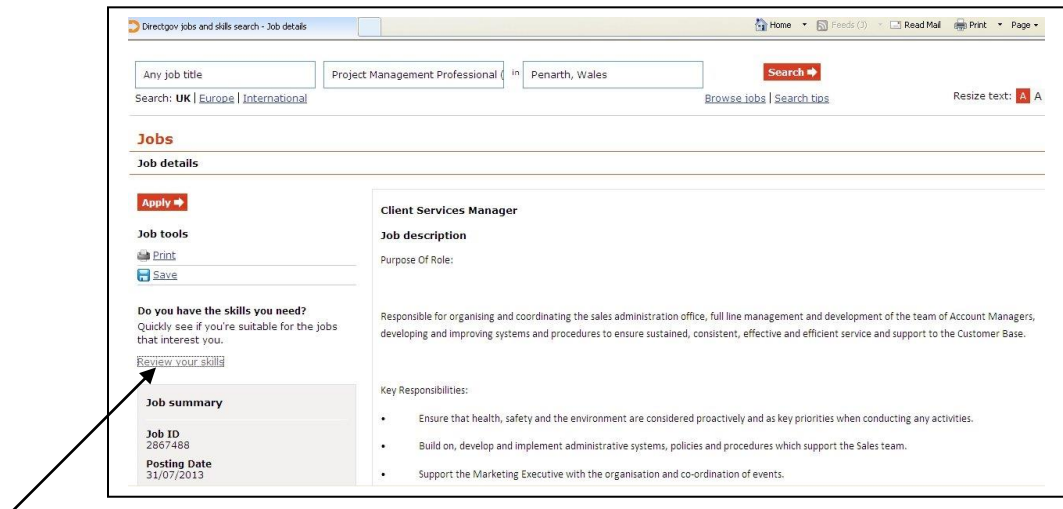 Directgov jobs and skills search - Job details
Home Feeds (J) Read Mail Print Page
Any job title Project Management Professional ( in Penarth, Wales Search
Search: UK | Europe | International Browse jobs | Search tips Resize text: A A
Jobs
Job details
Apply
Job tools
Print
Save
Do you have the skills you need?
Quickly see if you're suitable for the jobs
that interest you.
Review your skills
Job summary
Job ID
2867488
Posting Date
31/07/2013
Client Services Manager
Job description
Purpose Of Role:
Responsible for organising and coordinating the sales administration office, full line management and development of the team of Account Managers,
developing and improving systems and procedures to ensure sustained, consistent, effective and efficient service and support to the Customer Base.
Key Responsibilities:
• Ensure that health, safety and the environment are considered proactively and as key priorities when conducting any activities.
• Build on, develop and implement administrative systems, policies and procedures which support the Sales team.
• Support the Marketing Executive with the organisation and co-ordination of events.